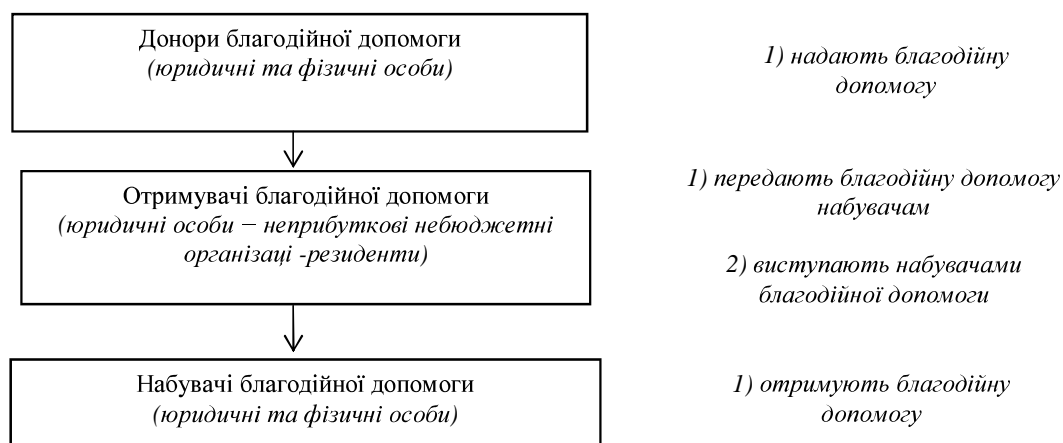 Донори благодійної допомоги
(юридичні та фізичні особи)
1) надають благодійну
допомогу
Отримувачі благодійної допомоги
(юридичні особи − неприбуткові небюджетні
організаці -резиденти)
1) передають благодійну допомогу
набувачам
2) виступають набувачами
благодійної допомоги
Набувачі благодійної допомоги
(юридичні та фізичні особи)
1) отримують благодійну
допомогу